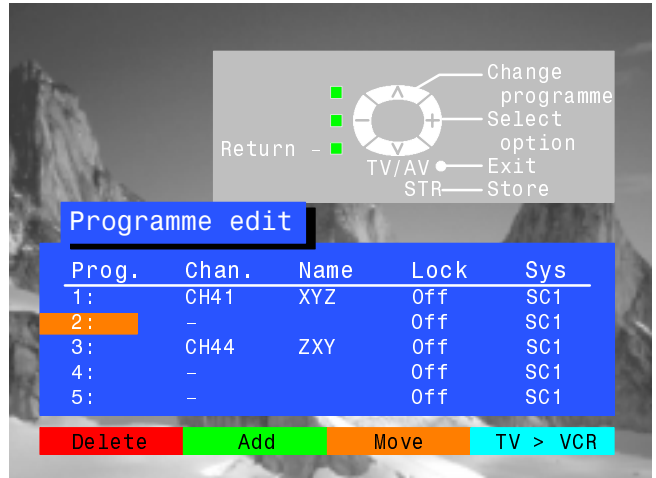 Change
programme
Select
Return – option
TV/AV Exit
STR Store
Programme edit
Prog. Chan. Name Lock Sys
1: CH41 XYZ Off SC1
2: – Off SC1
3: CH44 ZXY Off SC1
4: – Off SC1
5: – Off SC1
Delete Add Move TV > VCR